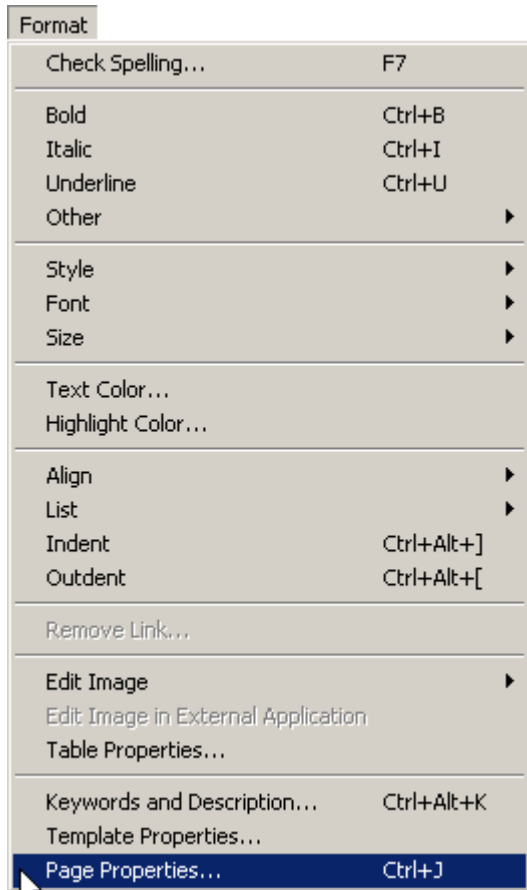 Format
Check Spelling... F7
Bold Ctrl+B
Italic Ctrl+I
Underline Ctrl+U
Other
Style
Font
Size
Text Color...
Highlight Color...
Align
List
Indent Ctrl+Alt+]
Outdent Ctrl+Alt+[
Remove Link...
Edit Image
Edit Image in External Application
Table Properties...
Keywords and Description... Ctrl+Alt+K
Template Properties...
Page Properties... Ctrl+J